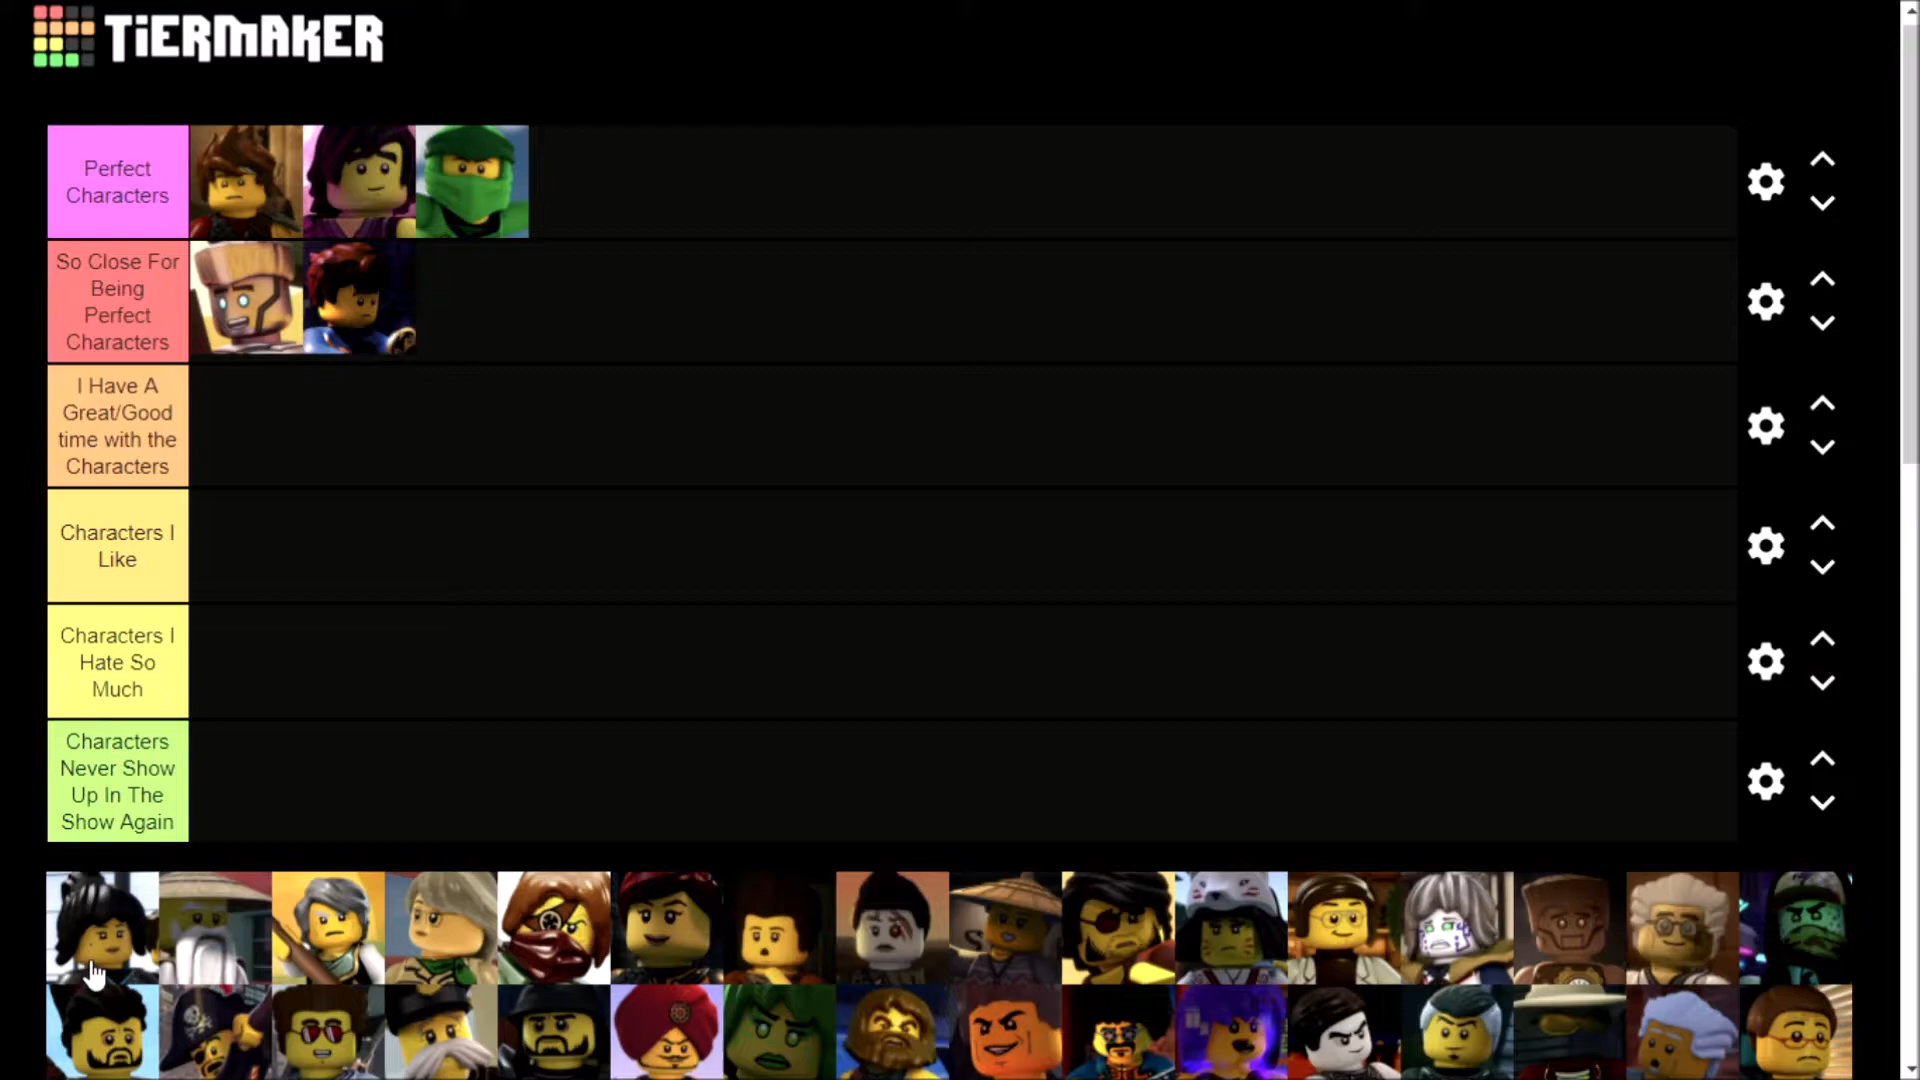 TiERMAKER
Perfect
Characters
So Close For
Being
Perfect
Characters
I Have A
Great/Good
time with the
Characters
Characters I
Like
Characters I
Hate So
Much
Characters
Never Show
Up In The
Show Again